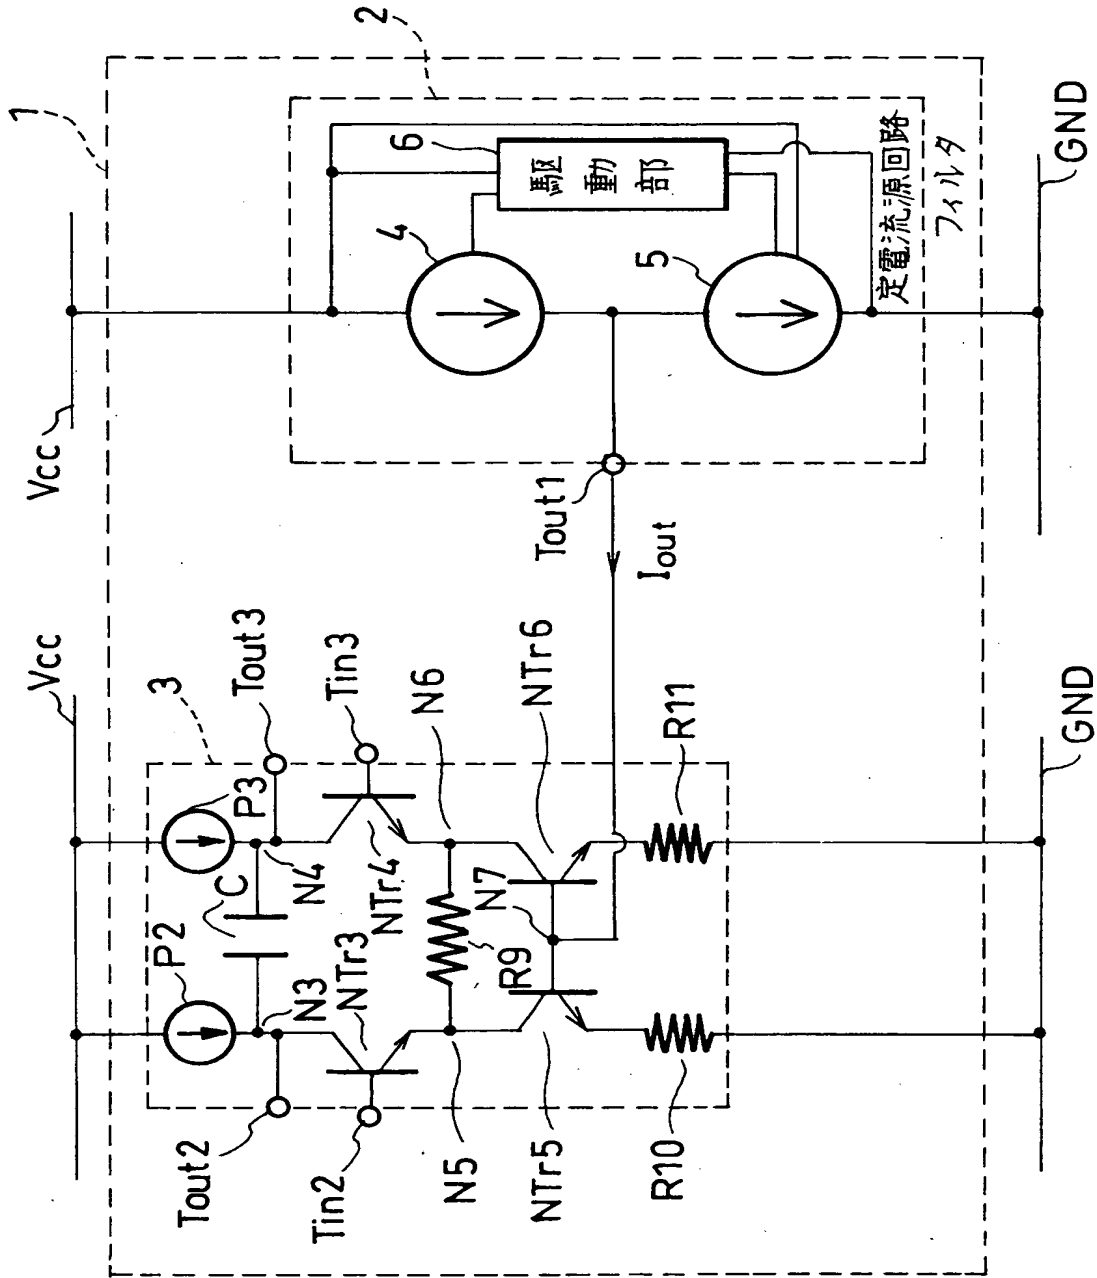 1
2
Vcc
Vcc
3
Tout3
P3
P2
C
N4
N3
Tout2
Tin3
NTr4
NTr3
Tin2
N6
R9
N5
N7
NTr6
NTr5
R11
R10
Tout1
Iout
4
5
6
駆動部
定電流源回路
フィルタ
GND
GND